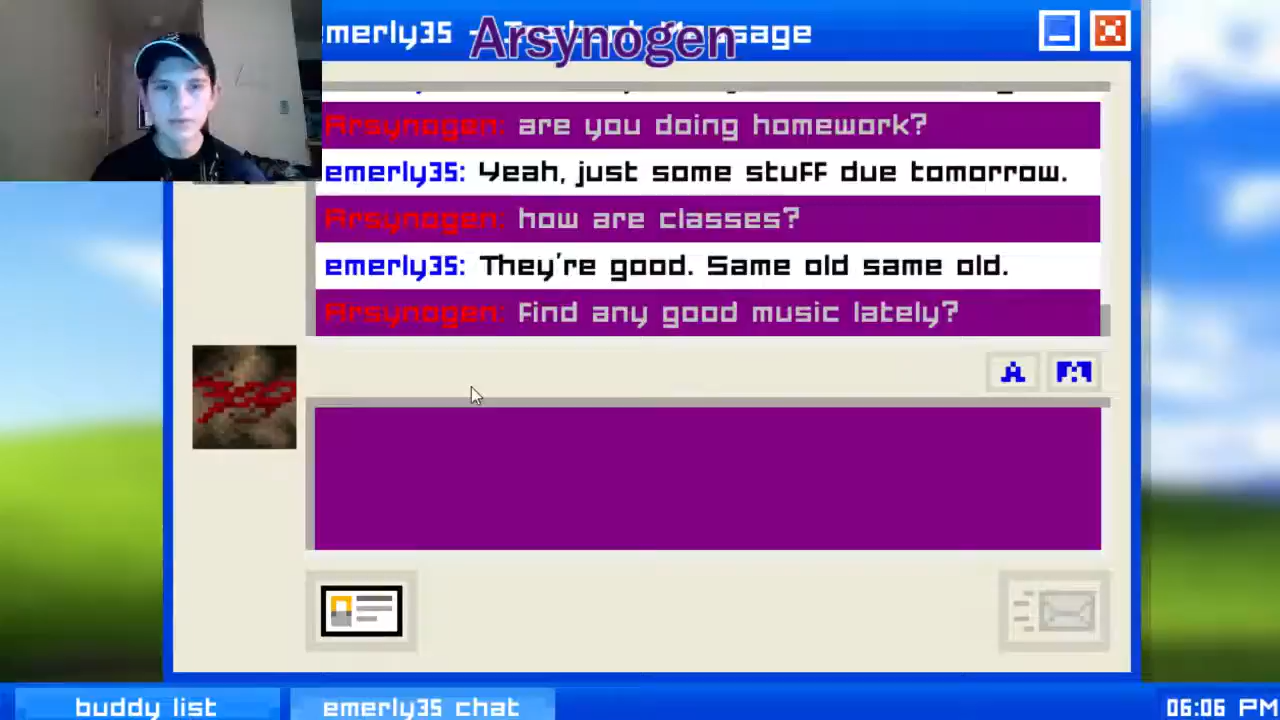 emerly35 - Instant Message
Arsynogen
Arsynogen: are you doing homework?
emerly35: Yeah, just some stuff due tomorrow.
Arsynogen: how are classes?
emerly35: They're good. Same old same old.
Arsynogen: find any good music lately?
A
buddy list
emerly35 chat
06:06 PM